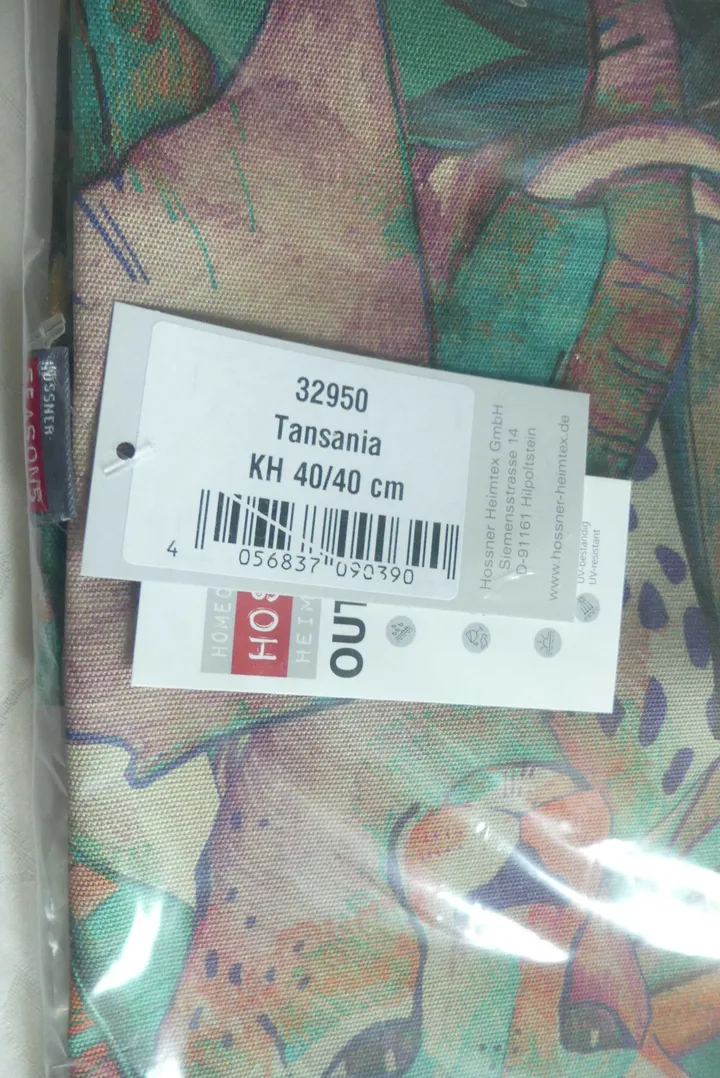 32950
Tansania
KH 40/40 cm
4 056837 090390
Hossner Heimtex GmbH
Siemensstrasse 14
D-91161 Hilpoltstein
www.hossner-heimtex.de
UV-beständig
UV-resistant
HOSSNER
SEASONS